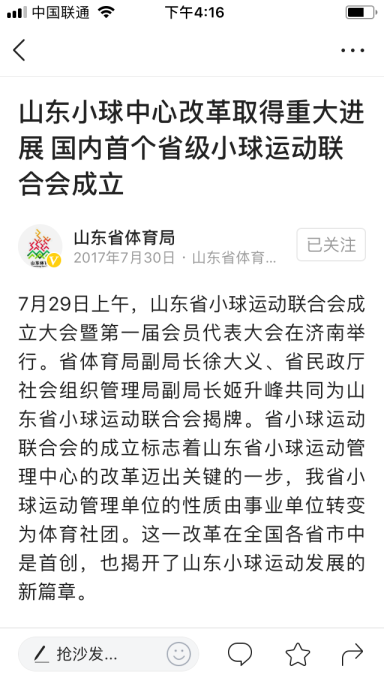 中国联通 下午4:16
山东小球中心改革取得重大进
展 国内首个省级小球运动联
合会成立
山东省体育局
2017年7月30日 · 山东省体育...
已关注
7月29日上午，山东省小球运动联合会成
立大会暨第一届会员代表大会在济南举
行。省体育局副局长徐大义、省民政厅
社会组织管理局副局长姬升峰共同为山
东省小球运动联合会揭牌。省小球运动
联合会的成立标志着山东省小球运动管
理中心的改革迈出关键的一步，我省小
球运动管理单位的性质由事业单位转变
为体育社团。这一改革在全国各省市中
是首创，也揭开了山东小球运动发展的
新篇章。
抢沙发...